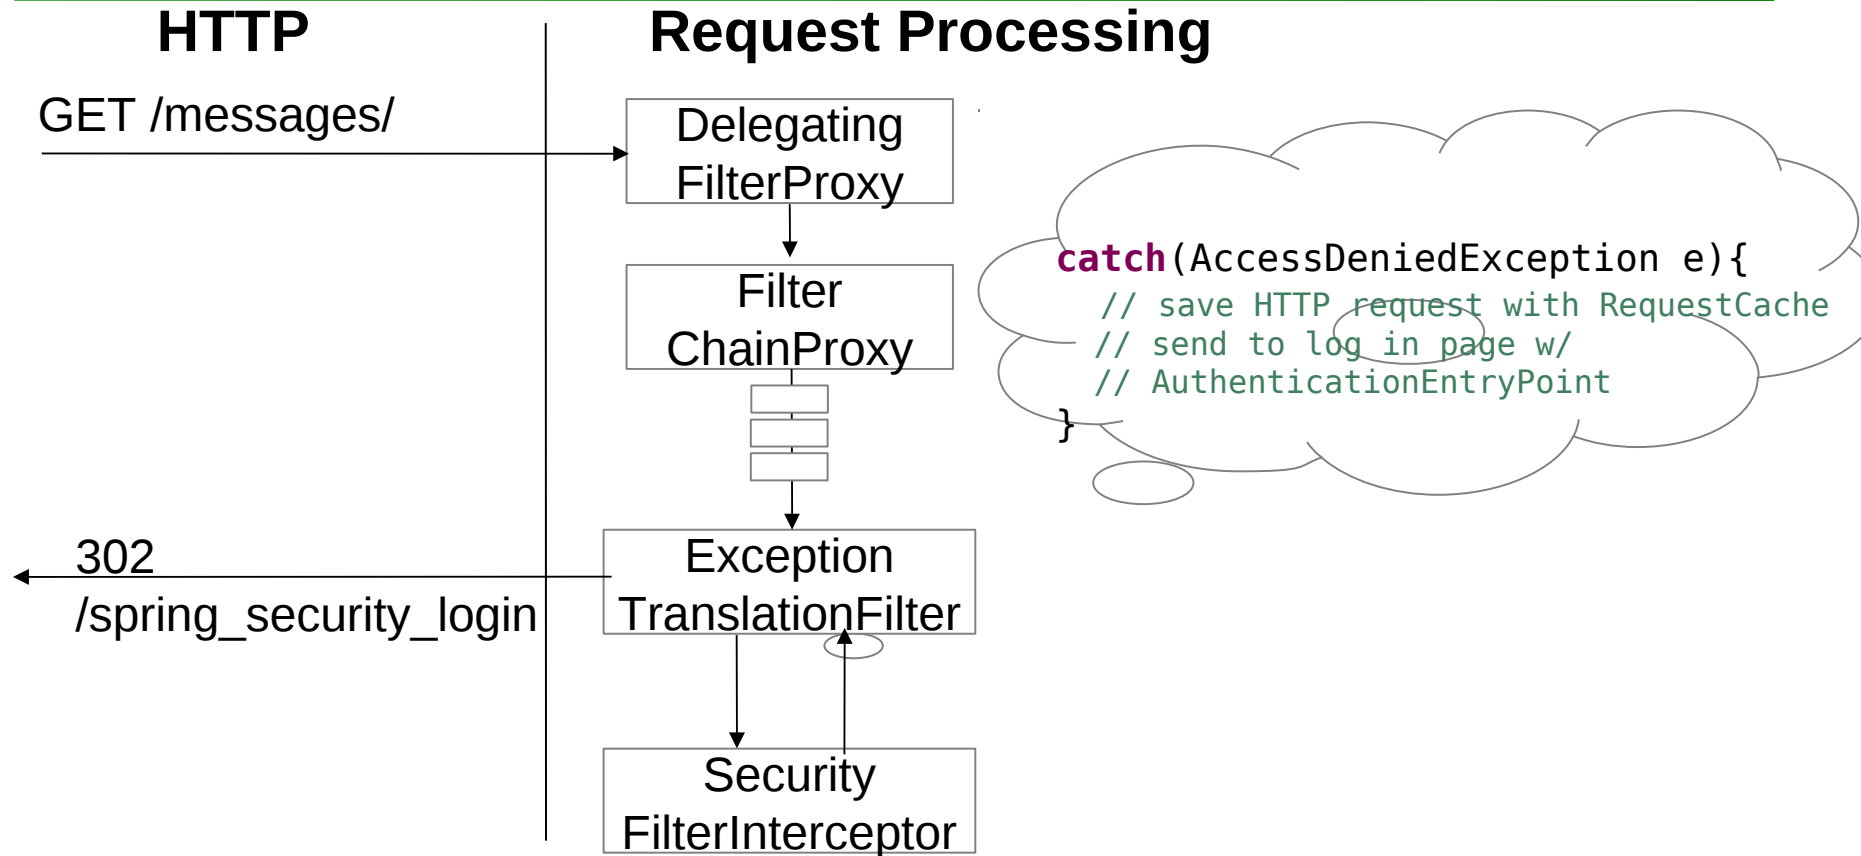 HTTP
Request Processing
GET /messages/
Delegating
FilterProxy
Filter
ChainProxy
catch(AccessDeniedException e){
// save HTTP request with RequestCache
// send to log in page w/
// AuthenticationEntryPoint
}
302
/spring_security_login
Exception
TranslationFilter
Security
FilterInterceptor